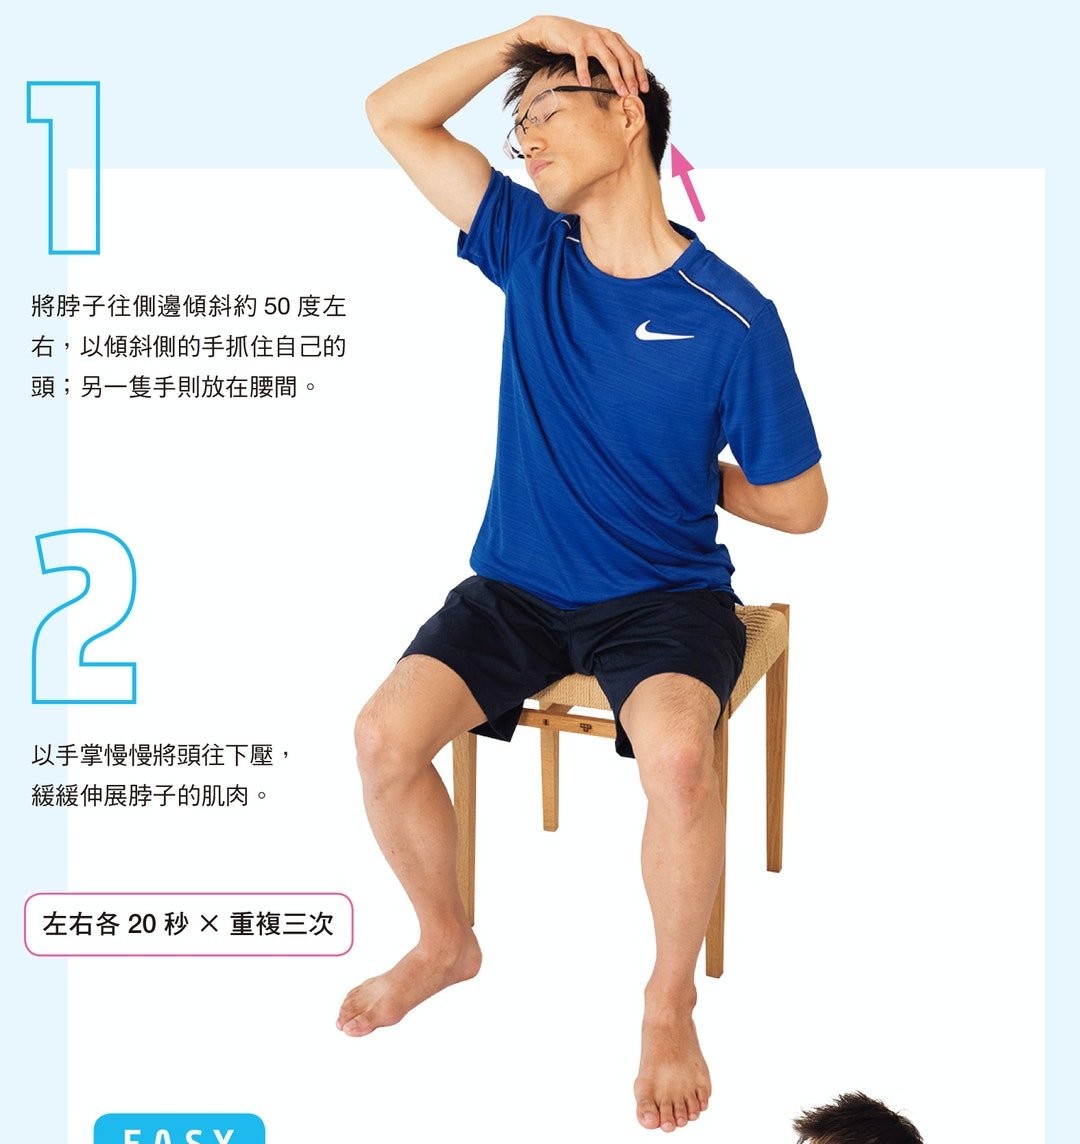 1
將脖子往側邊傾斜約 50 度左
右，以傾斜側的手抓住自己的
頭；另一隻手則放在腰間。
2
以手掌慢慢將頭往下壓，
緩緩伸展脖子的肌肉。
左右各 20 秒 × 重複三次
EASY